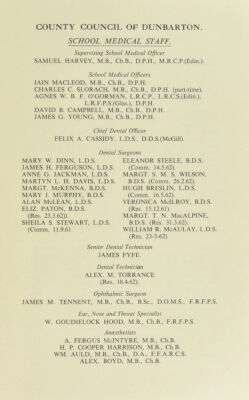 COUNTY COUNCIL OF DUNBARTON.
SCHOOL MEDICAL STAFF.
Supervising School Medical Officer
SAMUEL HARVEY, M.B., Ch.B., D.P.H., M.R.C.P.(Edin.).
School Medical Officers
IAIN MACLEOD, M.B., Ch.B., D.P.H.
CHARLES C. SLORACH, M.B., Ch.B., D.P.H. (part-time).
AGNES W. B. F. O'GORMAN, L.R.C.P., L.R.C.S.(Edin.),
L.R.F.P.S.(Glas.), D.P.H.
DAVID B. CAMPBELL, M.B., Ch.B., D.P.H.
JAMES G. YOUNG, M.B., Ch.B., D.P.H.
Chief Dental Officer
FELIX A. CASSIDY, L.D.S., D.D.S.(McGill).
Dental Surgeons
MARY W. DINN, L.D.S.
JAMES H. FERGUSON, L.D.S.
ANNE G. JACKMAN, L.D.S.
MARTYN L. H. DAVIS, L.D.S.
MARGT. McKENNA, B.D.S.
MARY J. MURPHY, B.D.S.
ALAN McLEAN, L.D.S.
ELIZ. PATON, B.D.S.
(Res. 23.3.62)).
SHEILA S. STEWART, L.D.S.
(Comm. 11.9.61)
ELEANOR STEELE, B.D.S.
(Comm. 14.5.62).
MARGT. S. M. S. WILSON,
B.D.S. (Comm. 26.2.62).
HUGH BRESLIN, L.D.S.
(Comm. 16.5.62).
VERONICA McILROY, B.D.S.
(Res. 15.12.61).
MARGT. T. N. MacALPINE,
B.D.S. (Res. 31.3.62).
WILLIAM R. McAULAY, L.D.S.
(Res. 23-3-62)
Senior Dental Technician
JAMES FYFE.
Dental Technician
ALEX. M. TORRANCE
(Res. 18.4.62).
Ophthalmic Surgeon
JAMES M. TENNENT, M.B., Ch.B., B.Sc., D.O.M.S., F.R.F.P.S.
Ear, Nose and Throat Specialist
W. GOUDIELOCK HOOD, M.B., Ch.B., F.R.F.P.S.
Anæsthetists
A. FERGUS McINTYRE, M.B., Ch.B.
H. P. COOPER HARRISON, M.B., Ch.B.
WM. AULD, M.B., Ch.B., D.A., F.F.A.R.C.S.
ALEX. BOYD, M.B., Ch.B.